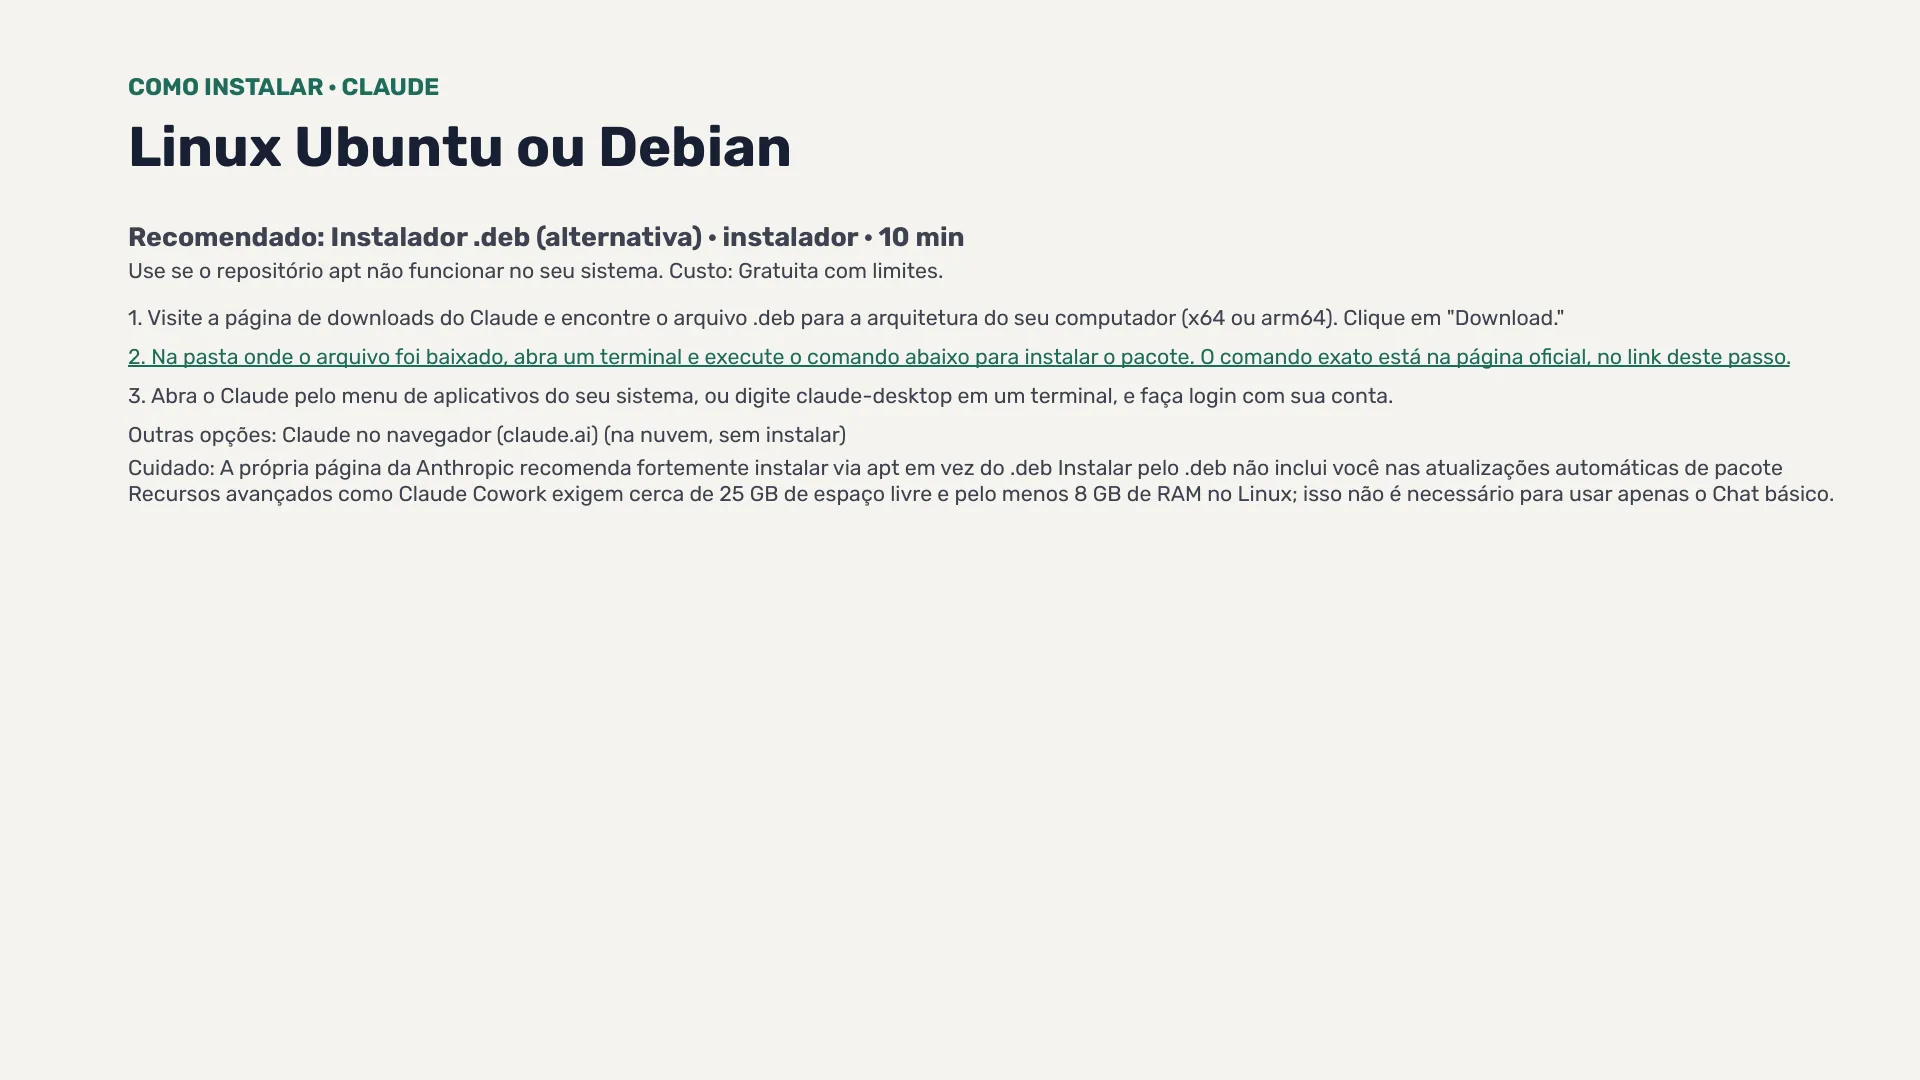 COMO INSTALAR • CLAUDE
Linux Ubuntu ou Debian
Recomendado: Instalador .deb (alternativa) • instalador • 10 min
Use se o repositório apt não funcionar no seu sistema. Custo: Gratuita com limites.
1. Visite a página de downloads do Claude e encontre o arquivo .deb para a arquitetura do seu computador (x64 ou arm64). Clique em "Download."
2. Na pasta onde o arquivo foi baixado, abra um terminal e execute o comando abaixo para instalar o pacote. O comando exato está na página oficial, no link deste passo.
3. Abra o Claude pelo menu de aplicativos do seu sistema, ou digite claude-desktop em um terminal, e faça login com sua conta.
Outras opções: Claude no navegador (claude.ai) (na nuvem, sem instalar)
Cuidado: A própria página da Anthropic recomenda fortemente instalar via apt em vez do .deb Instalar pelo .deb não inclui você nas atualizações automáticas de pacote
Recursos avançados como Claude Cowork exigem cerca de 25 GB de espaço livre e pelo menos 8 GB de RAM no Linux; isso não é necessário para usar apenas o Chat básico.